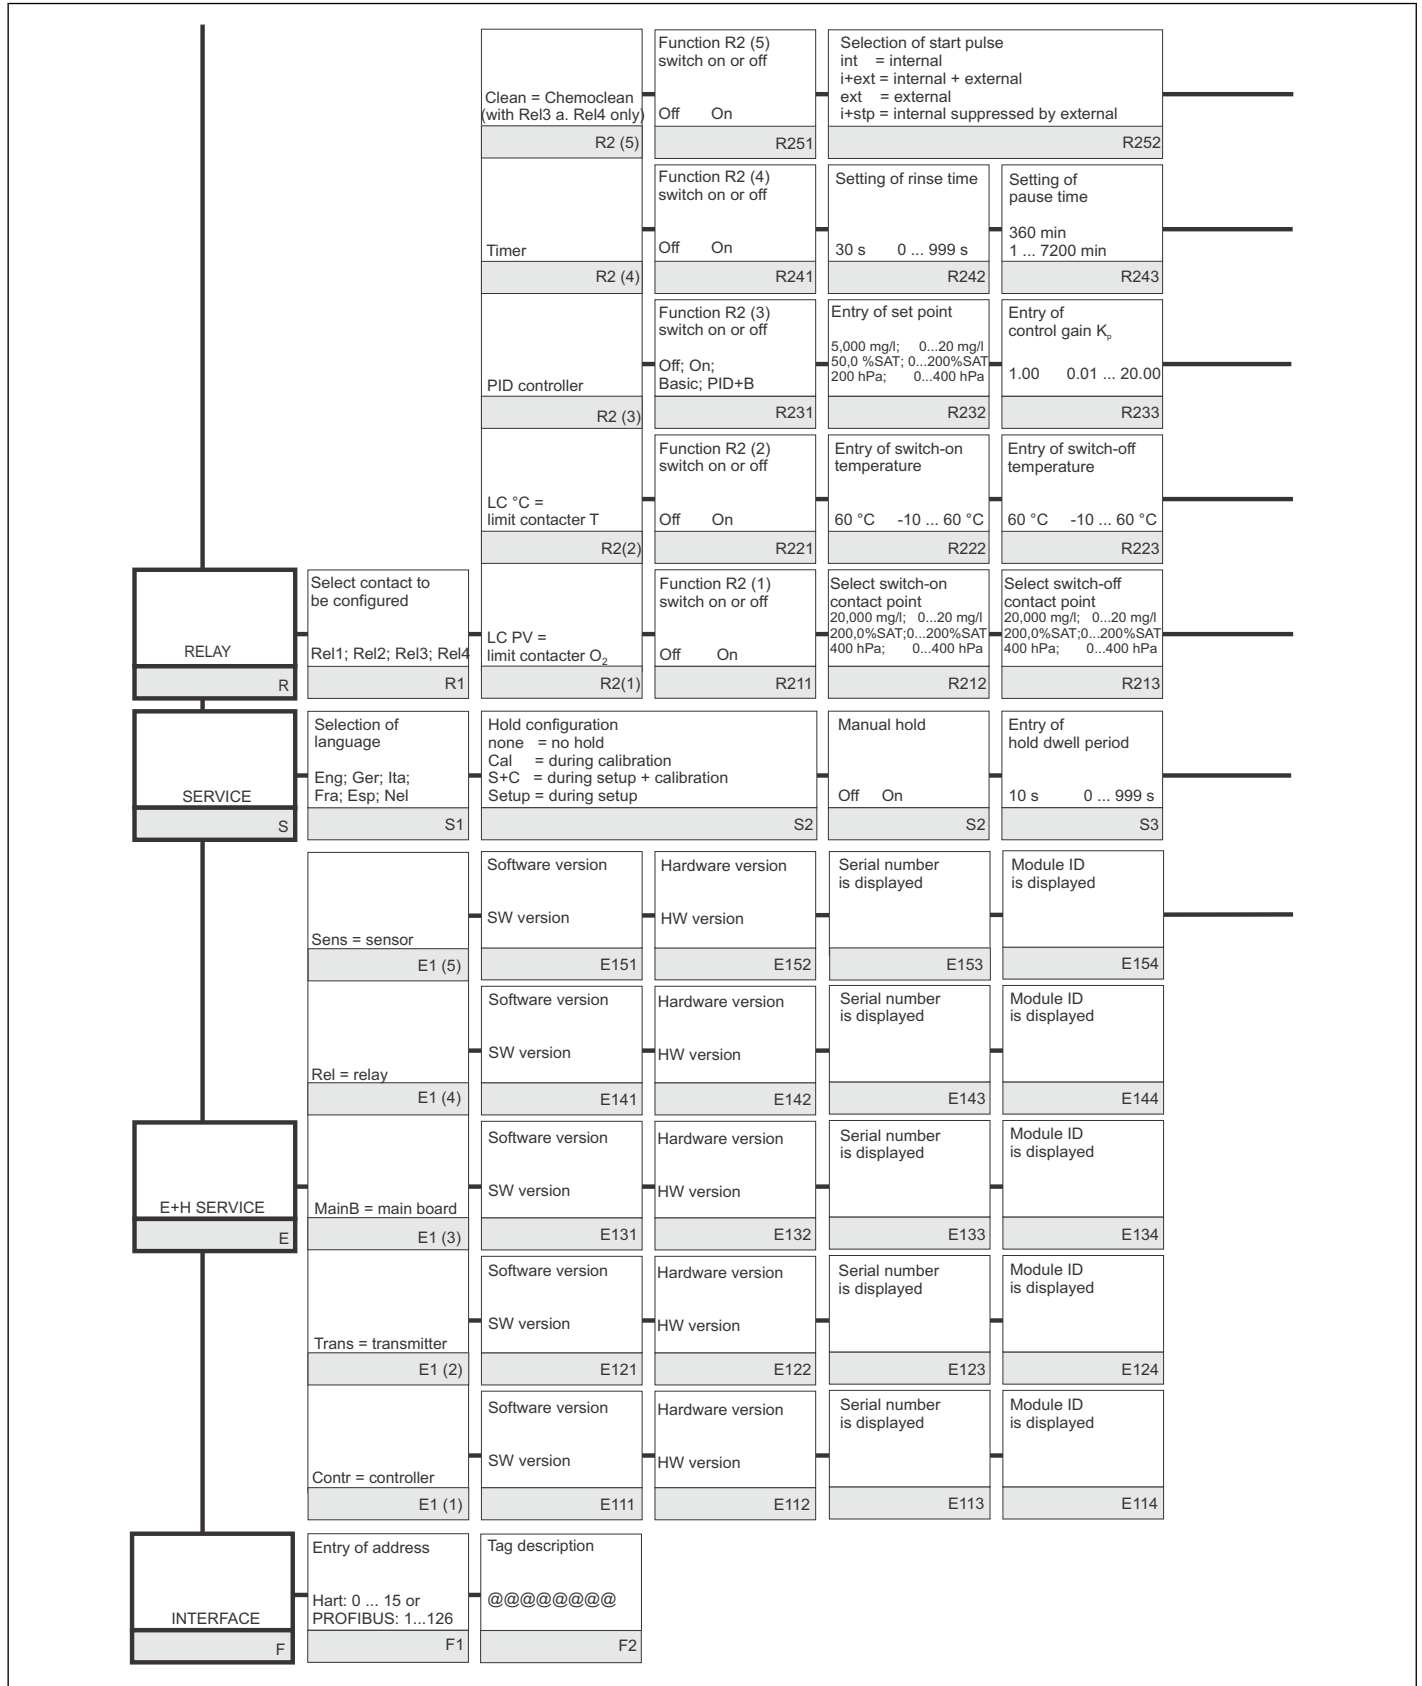 Clean = Chemoclean
(with Rel3 a. Rel4 only)
R2 (5)
Function R2 (5)
switch on or off
Off On
R251
Selection of start pulse
int = internal
i+ext = internal + external
ext = external
i+stp = internal suppressed by external
R252
Timer
R2 (4)
Function R2 (4)
switch on or off
Off On
R241
Setting of rinse time
30 s 0 ... 999 s
R242
Setting of
pause time
360 min
1 ... 7200 min
R243
PID controller
R2 (3)
Function R2 (3)
switch on or off
Off; On;
Basic; PID+B
R231
Entry of set point
5,000 mg/l; 0...20 mg/l
50,0 %SAT; 0...200%SAT
200 hPa; 0...400 hPa
R232
Entry of
control gain Kp
1.00 0.01 ... 20.00
R233
LC °C =
limit contacter T
R2(2)
Function R2 (2)
switch on or off
Off On
R221
Entry of switch-on
temperature
60 °C -10 ... 60 °C
R222
Entry of switch-off
temperature
60 °C -10 ... 60 °C
R223
RELAY
R
Select contact to
be configured
Rel1; Rel2; Rel3; Rel4
R1
LC PV =
limit contacter O2
R2(1)
Function R2 (1)
switch on or off
Off On
R211
Select switch-on
contact point
20,000 mg/l; 0...20 mg/l
200,0%SAT;0...200%SAT
400 hPa; 0...400 hPa
R212
Select switch-off
contact point
20,000 mg/l; 0...20 mg/l
200,0%SAT;0...200%SAT
400 hPa; 0...400 hPa
R213
SERVICE
S
Selection of
language
Eng; Ger; Ita;
Fra; Esp; Nel
S1
Hold configuration
none = no hold
Cal = during calibration
S+C = during setup + calibration
Setup = during setup
S2
Manual hold
Off On
S2
Entry of
hold dwell period
10 s 0 ... 999 s
S3
Sens = sensor
E1 (5)
Software version
SW version
E151
Hardware version
HW version
E152
Serial number
is displayed
E153
Module ID
is displayed
E154
Rel = relay
E1 (4)
Software version
SW version
E141
Hardware version
HW version
E142
Serial number
is displayed
E143
Module ID
is displayed
E144
E+H SERVICE
E
MainB = main board
E1 (3)
Software version
SW version
E131
Hardware version
HW version
E132
Serial number
is displayed
E133
Module ID
is displayed
E134
Trans = transmitter
E1 (2)
Software version
SW version
E121
Hardware version
HW version
E122
Serial number
is displayed
E123
Module ID
is displayed
E124
Contr = controller
E1 (1)
Software version
SW version
E111
Hardware version
HW version
E112
Serial number
is displayed
E113
Module ID
is displayed
E114
INTERFACE
F
Entry of address
Hart: 0 ... 15 or
PROFIBUS: 1...126
F1
Tag description
@@@@@@@@
F2